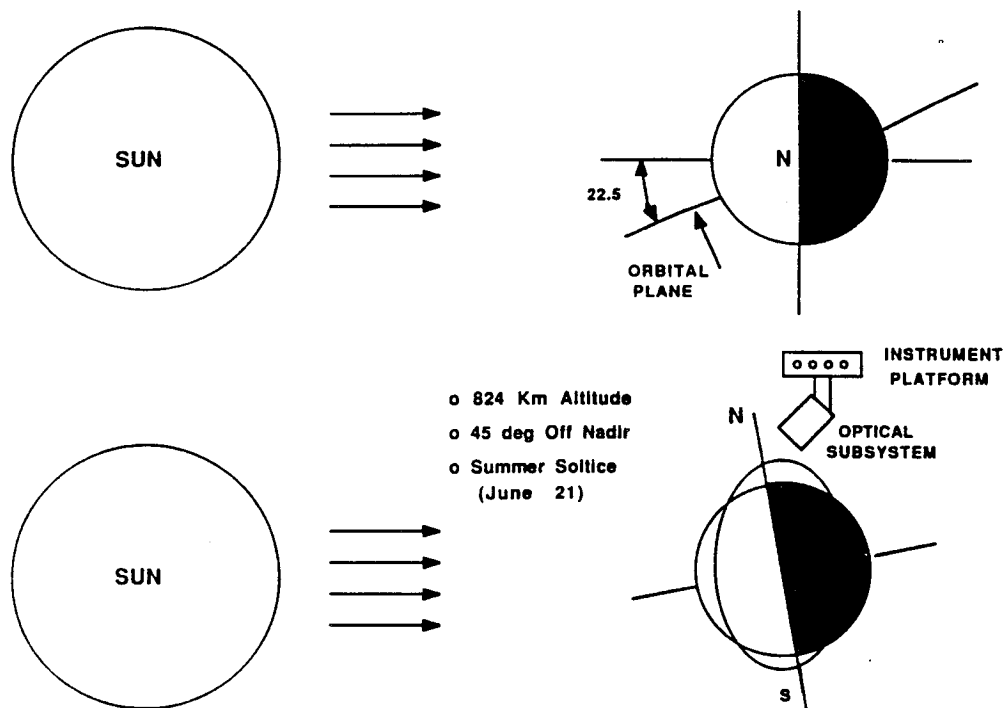 SUN
N
22.5
ORBITAL
PLANE
INSTRUMENT
PLATFORM
o 824 Km Altitude
o 45 deg Off Nadir
o Summer Soltice
(June 21)
N
OPTICAL
SUBSYSTEM
SUN
S